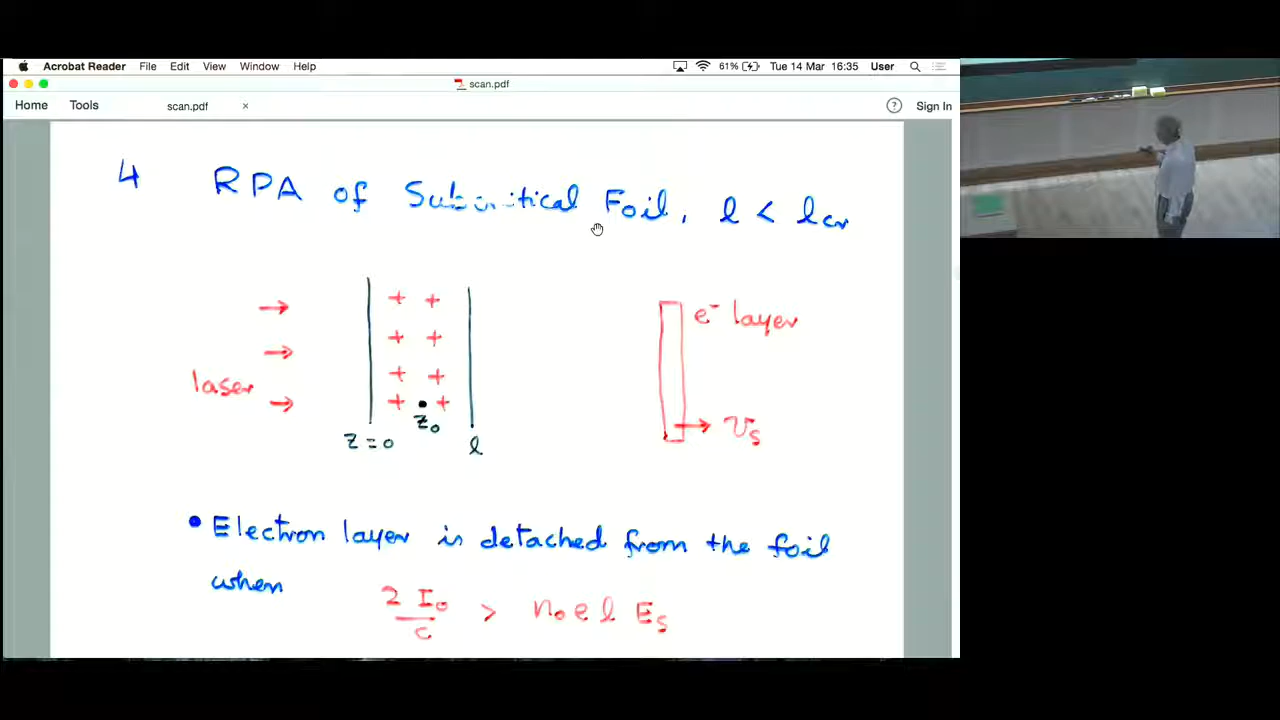 Acrobat Reader File Edit View Window Help 61% Tue 14 Mar 16:35 User
scan.pdf
Home Tools scan.pdf × ? Sign In
4 RPA of Subcritical Foil, l < lcr
+ +
e⁻ layer
+ +
+ +
laser
+ +
z₀
vₛ
z = 0
l
• Electron layer is detached from the foil
when
2 I₀ / c > n₀ e l Eₛ